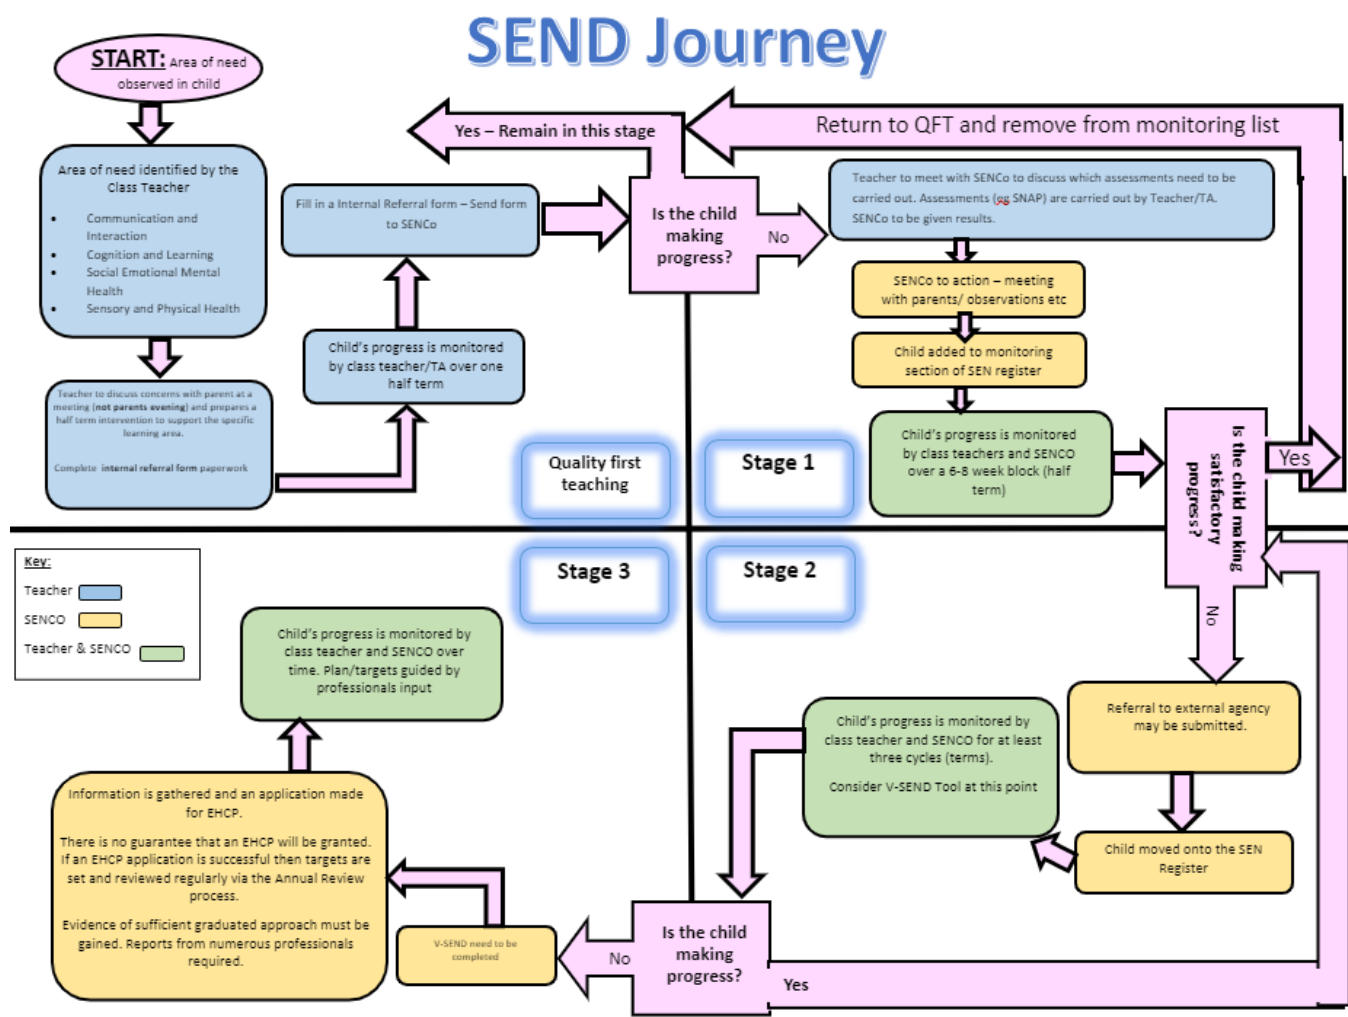 SEND Journey
START: Area of need
observed in child
Area of need identified by the
Class Teacher
• Communication and
Interaction
• Cognition and Learning
• Social Emotional Mental
Health
• Sensory and Physical Health
Teacher to discuss concerns with parent at a
meeting (not parents evening) and prepares a
half term intervention to support the specific
learning area.
Complete internal referral form paperwork
Child's progress is monitored
by class teacher/TA over one
half term
Fill in a Internal Referral form – Send form
to SENCo
Yes – Remain in this stage
Is the child
making
progress?
No
Return to QFT and remove from monitoring list
Teacher to meet with SENCo to discuss which assessments need to be
carried out. Assessments (eg SNAP) are carried out by Teacher/TA.
SENCo to be given results.
SENCo to action – meeting
with parents/ observations etc
Child added to monitoring
section of SEN register
Child's progress is monitored
by class teachers and SENCO
over a 6-8 week block (half
term)
Is the child making
satisfactory
progress?
Yes
No
Quality first
teaching
Stage 1
Stage 3
Stage 2
Key:
Teacher
SENCO
Teacher & SENCO
Referral to external agency
may be submitted.
Child moved onto the SEN
Register
Child's progress is monitored by
class teacher and SENCO for at least
three cycles (terms).
Consider V-SEND Tool at this point
Is the child
making
progress?
Yes
No
V-SEND need to be
completed
Information is gathered and an application made
for EHCP.
There is no guarantee that an EHCP will be granted.
If an EHCP application is successful then targets are
set and reviewed regularly via the Annual Review
process.
Evidence of sufficient graduated approach must be
gained. Reports from numerous professionals
required.
Child's progress is monitored by
class teacher and SENCO over
time. Plan/targets guided by
professionals input